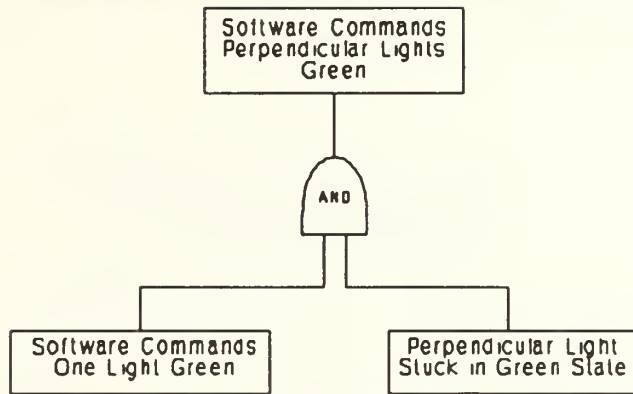 Software Commands
Perpendicular Lights
Green
AND
Software Commands
One Light Green
Perpendicular Light
Stuck in Green State